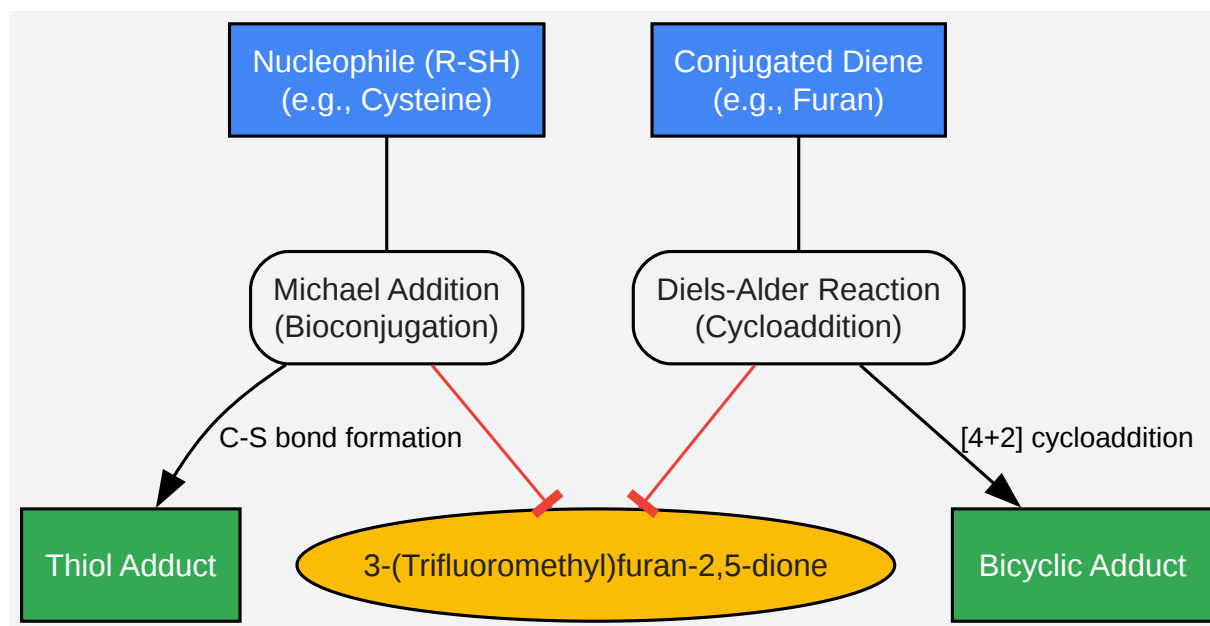 Nucleophile (R-SH)
(e.g., Cysteine)
Conjugated Diene
(e.g., Furan)
Michael Addition
(Bioconjugation)
Diels-Alder Reaction
(Cycloaddition)
C-S bond formation
[4+2] cycloaddition
Thiol Adduct
3-(Trifluoromethyl)furan-2,5-dione
Bicyclic Adduct